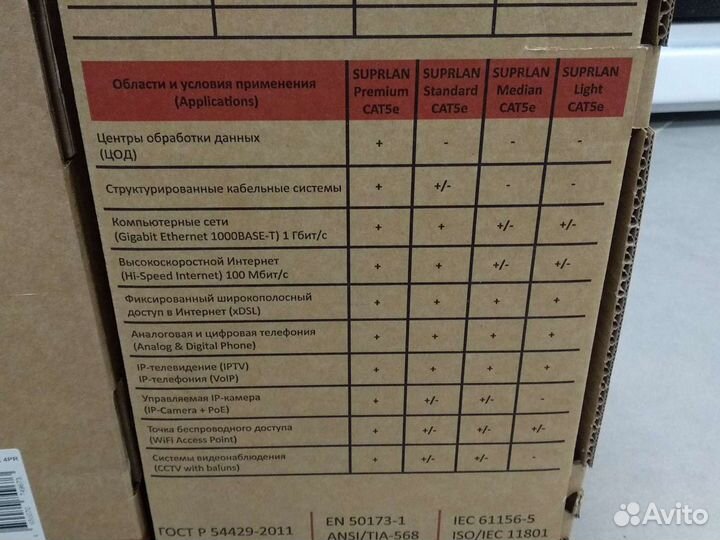 Области и условия применения
(Applications)
SUPRLAN
Premium
CAT5e
SUPRLAN
Standard
CAT5e
SUPRLAN
Median
CAT5e
SUPRLAN
Light
CAT5e
Центры обработки данных
(ЦОД)
+ - - -
Структурированные кабельные системы + +/- - -
Компьютерные сети
(Gigabit Ethernet 1000BASE-T) 1 Гбит/с
+ + +/- +/-
Высокоскоростной Интернет
(Hi-Speed Internet) 100 Мбит/с
+ + +/- +/-
Фиксированный широкополосный
доступ в Интернет (xDSL)
+ + + +
Аналоговая и цифровая телефония
(Analog & Digital Phone)
+ + + +
IP-телевидение (IPTV)
IP-телефония (VoIP)
+ + + +
Управляемая IP-камера
(IP-Camera + PoE)
+ +/- +/- -
Точка беспроводного доступа
(WiFi Access Point)
+ +/- +/- +/-
Системы видеонаблюдения
(CCTV with baluns)
+ +/- +/- -
ГОСТ Р 54429-2011
EN 50173-1
ANSI/TIA-568
IEC 61156-5
ISO/IEC 11801
4PR
Avito